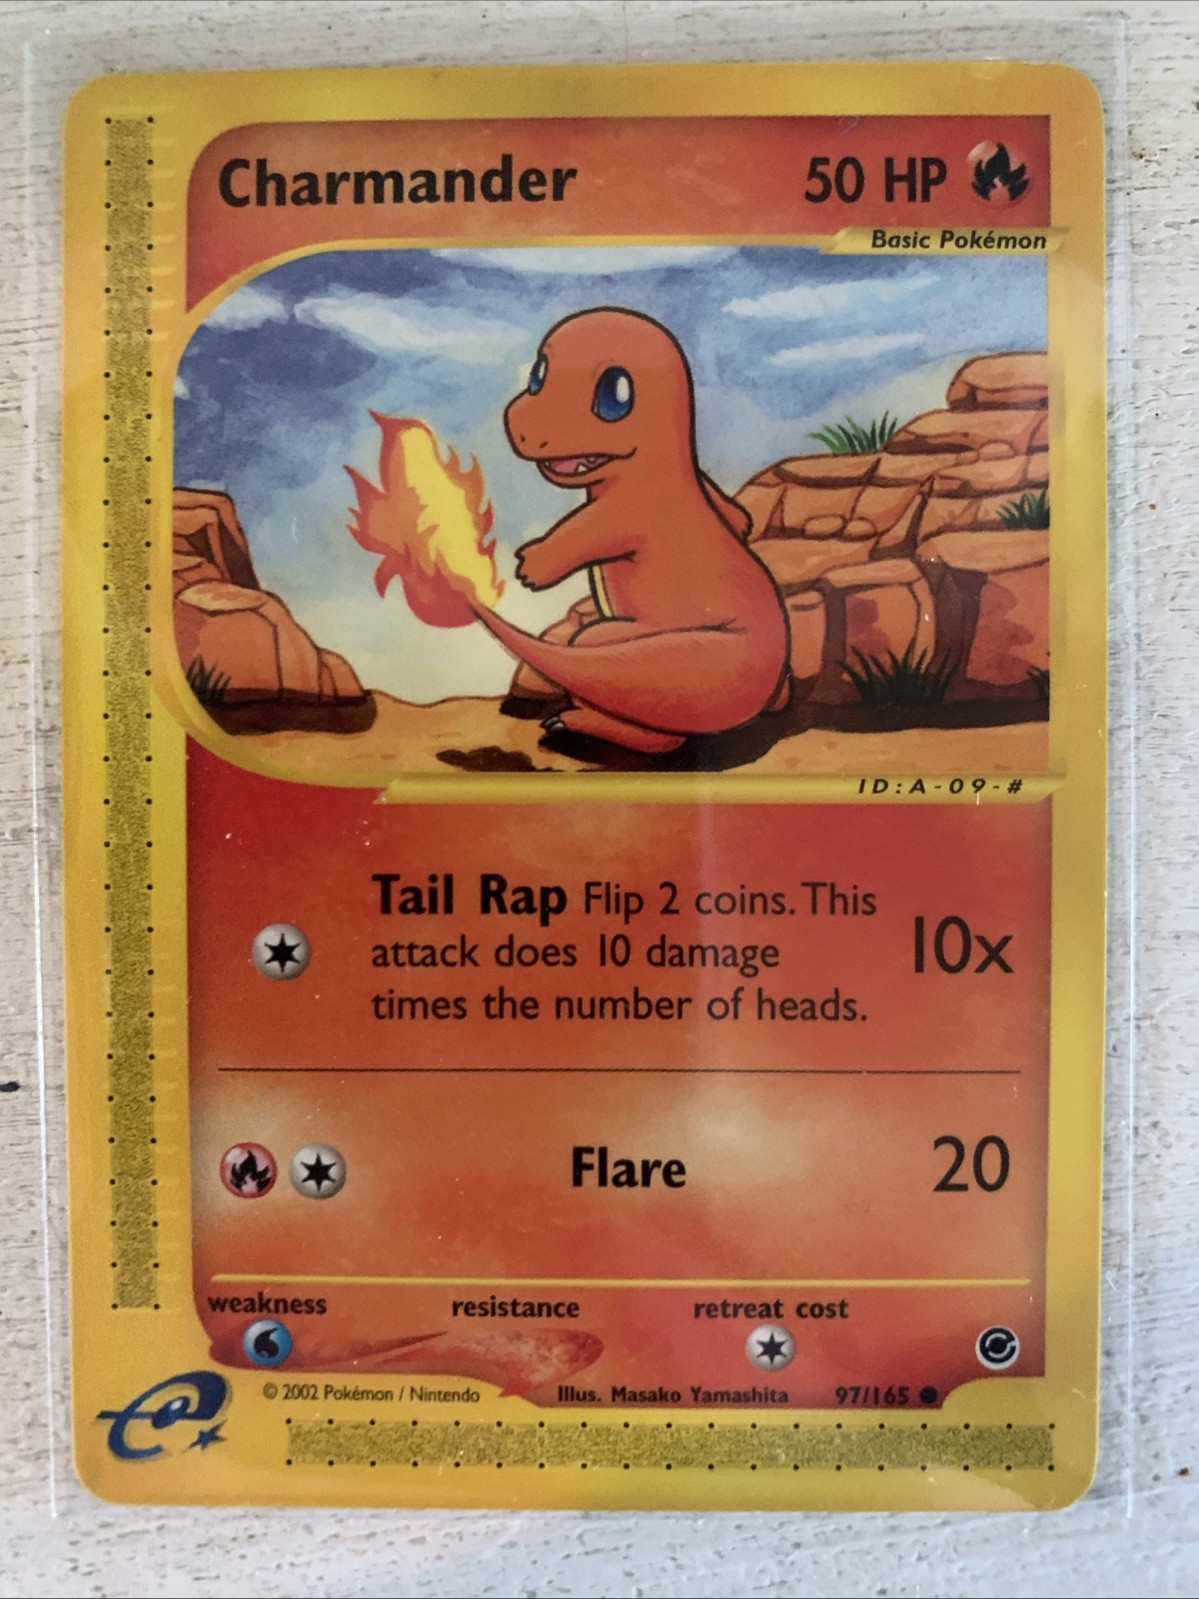 Charmander 50 HP
Basic Pokémon
ID:A-09-#
Tail Rap Flip 2 coins. This
attack does 10 damage
times the number of heads.
10x
Flare 20
weakness resistance retreat cost
© 2002 Pokémon / Nintendo Illus. Masako Yamashita 97/165
e